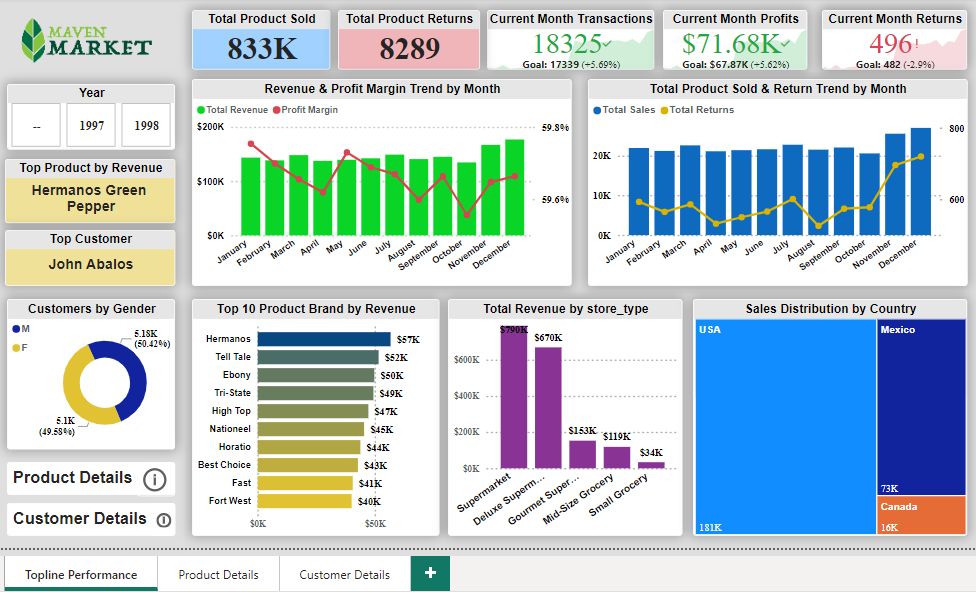 MAVEN
MARKET
Total Product Sold
833K
Total Product Returns
8289
Current Month Transactions
18325
Goal: 17339 (+5.69%)
Current Month Profits
$71.68K
Goal: $67.87K (+5.62%)
Current Month Returns
496!
Goal: 482 (-2.9%)
Year
--
1997
1998
Top Product by Revenue
Hermanos Green
Pepper
Top Customer
John Abalos
Revenue & Profit Margin Trend by Month
Total Revenue
Profit Margin
$200K
$100K
$0K
59.8%
59.6%
January
February
March
April
May
June
July
August
September
October
November
December
Total Product Sold & Return Trend by Month
Total Sales
Total Returns
20K
10K
0K
800
600
January
February
March
April
May
June
July
August
September
October
November
December
Customers by Gender
M
F
5.18K
(50.42%)
5.1K
(49.58%)
Product Details
Customer Details
Top 10 Product Brand by Revenue
Hermanos $57K
Tell Tale $52K
Ebony $50K
Tri-State $49K
High Top $47K
Nationeel $45K
Horatio $44K
Best Choice $43K
Fast $41K
Fort West $40K
$0K $50K
Total Revenue by store_type
$600K
$400K
$200K
$0K
$790K
$670K
$153K
$119K
$34K
Supermarket
Deluxe Superm...
Gourmet Super...
Mid-Size Grocery
Small Grocery
Sales Distribution by Country
USA
181K
Mexico
73K
Canada
16K
Topline Performance
Product Details
Customer Details
+